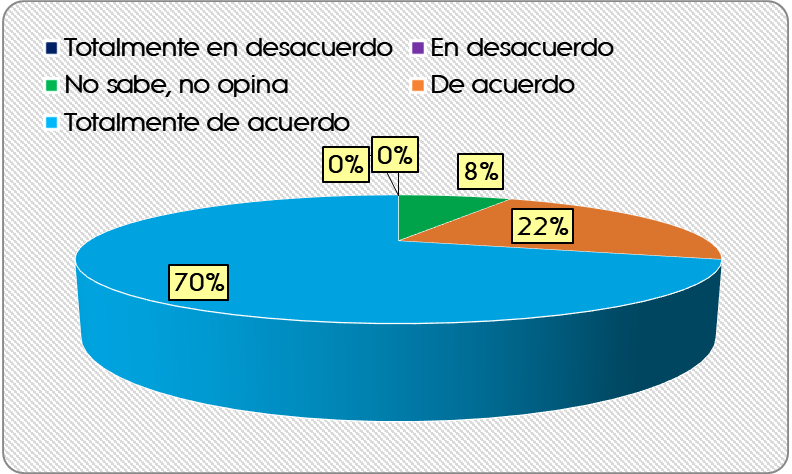 Totalmente en desacuerdo En desacuerdo
No sabe, no opina De acuerdo
Totalmente de acuerdo
0% 0% 8%
22%
70%